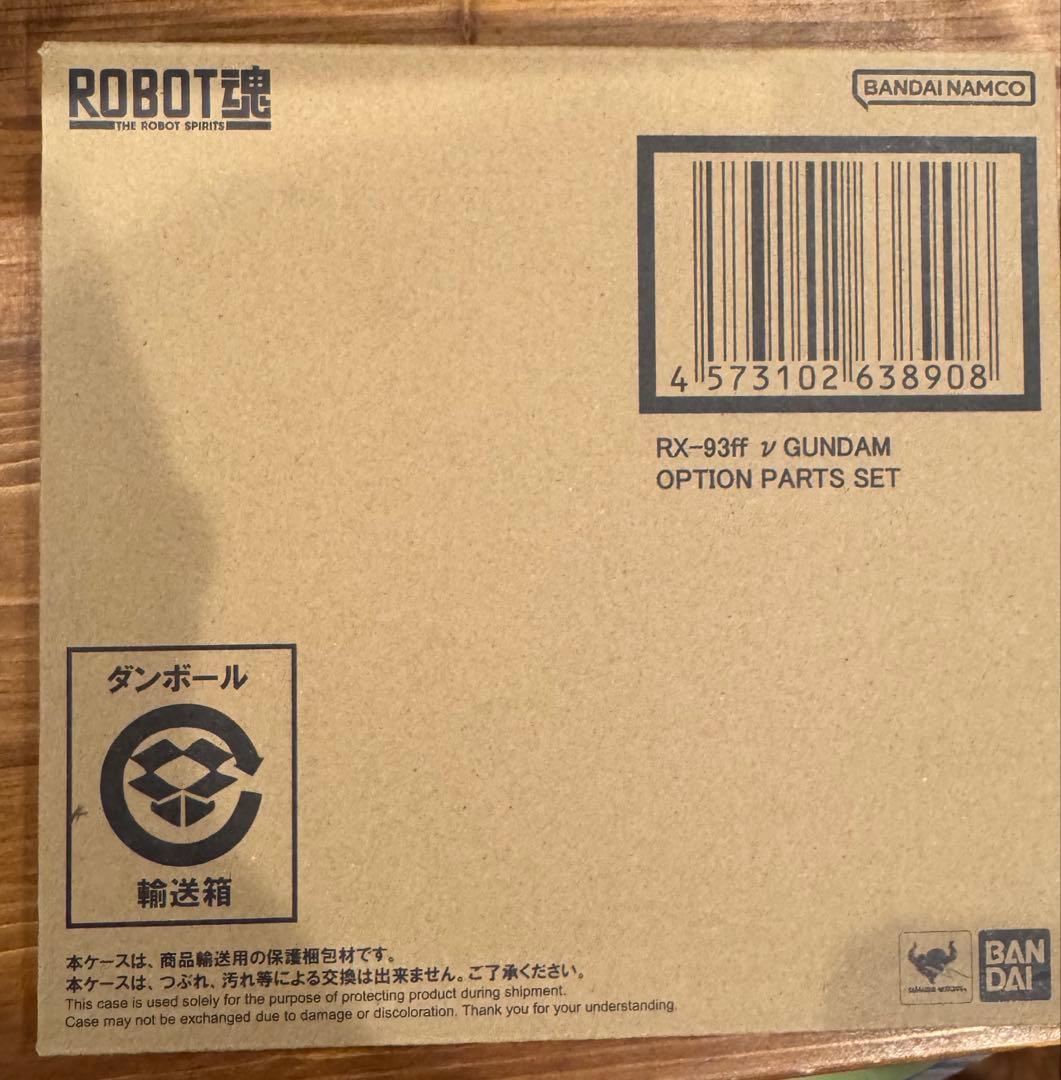 ROBOT魂
THE ROBOT SPIRITS
BANDAI NAMCO
4 573102 638908
RX-93ff ν GUNDAM
OPTION PARTS SET
ダンボール
輸送箱
本ケースは、商品輸送用の保護梱包材です。
本ケースは、つぶれ、汚れ等による交換は出来ません。ご了承ください。
This case is used solely for the purpose of protecting product during shipment.
Case may not be exchanged due to damage or discoloration. Thank you for your understanding.
BAN
DAI